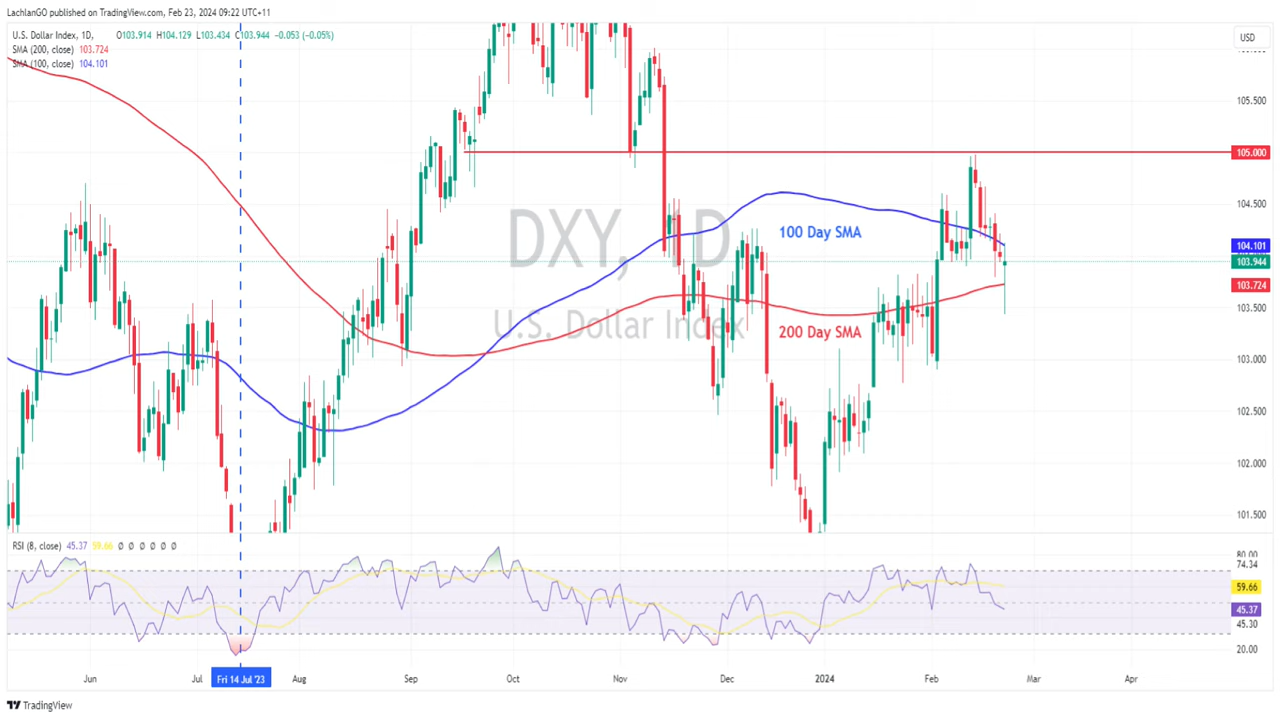 LachlanGO published on TradingView.com, Feb 23, 2024 09:22 UTC+11
U.S. Dollar Index, 1D, O103.914 H104.129 L103.434 C103.944 -0.053 (-0.05%)
SMA (200, close) 103.724
SMA (100, close) 104.101
USD
105.500
105.000
104.500
104.101
103.944
103.724
103.500
103.000
102.500
102.000
101.500
DXY, 1D
U.S. Dollar Index
100 Day SMA
200 Day SMA
RSI (8, close) 45.37 59.66 Ø Ø Ø Ø Ø Ø
80.00
74.34
59.66
45.37
45.30
20.00
Jun Jul Fri 14 Jul '23 Aug Sep Oct Nov Dec 2024 Feb Mar Apr
TradingView